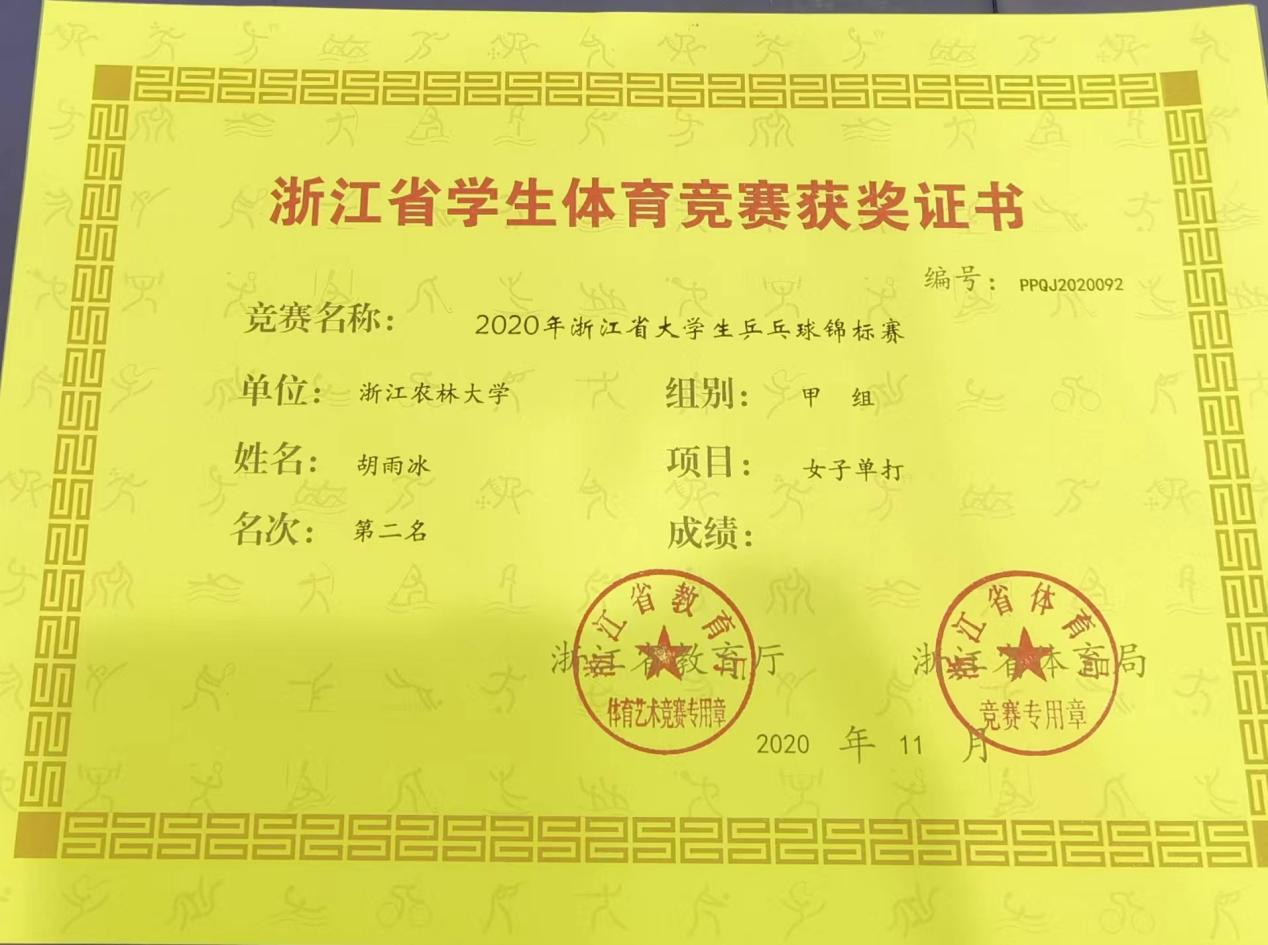 浙江省学生体育竞赛获奖证书
编号： PPQJ2020092
竞赛名称： 2020年浙江省大学生乒乓球锦标赛
单位： 浙江农林大学 组别： 甲 组
姓名： 胡雨冰 项目： 女子单打
名次： 第二名 成绩：
浙江省教育厅 浙江省体育局
浙江省教育厅 浙江省体育局
体育艺术竞赛专用章 竞赛专用章
2020 年 11 月